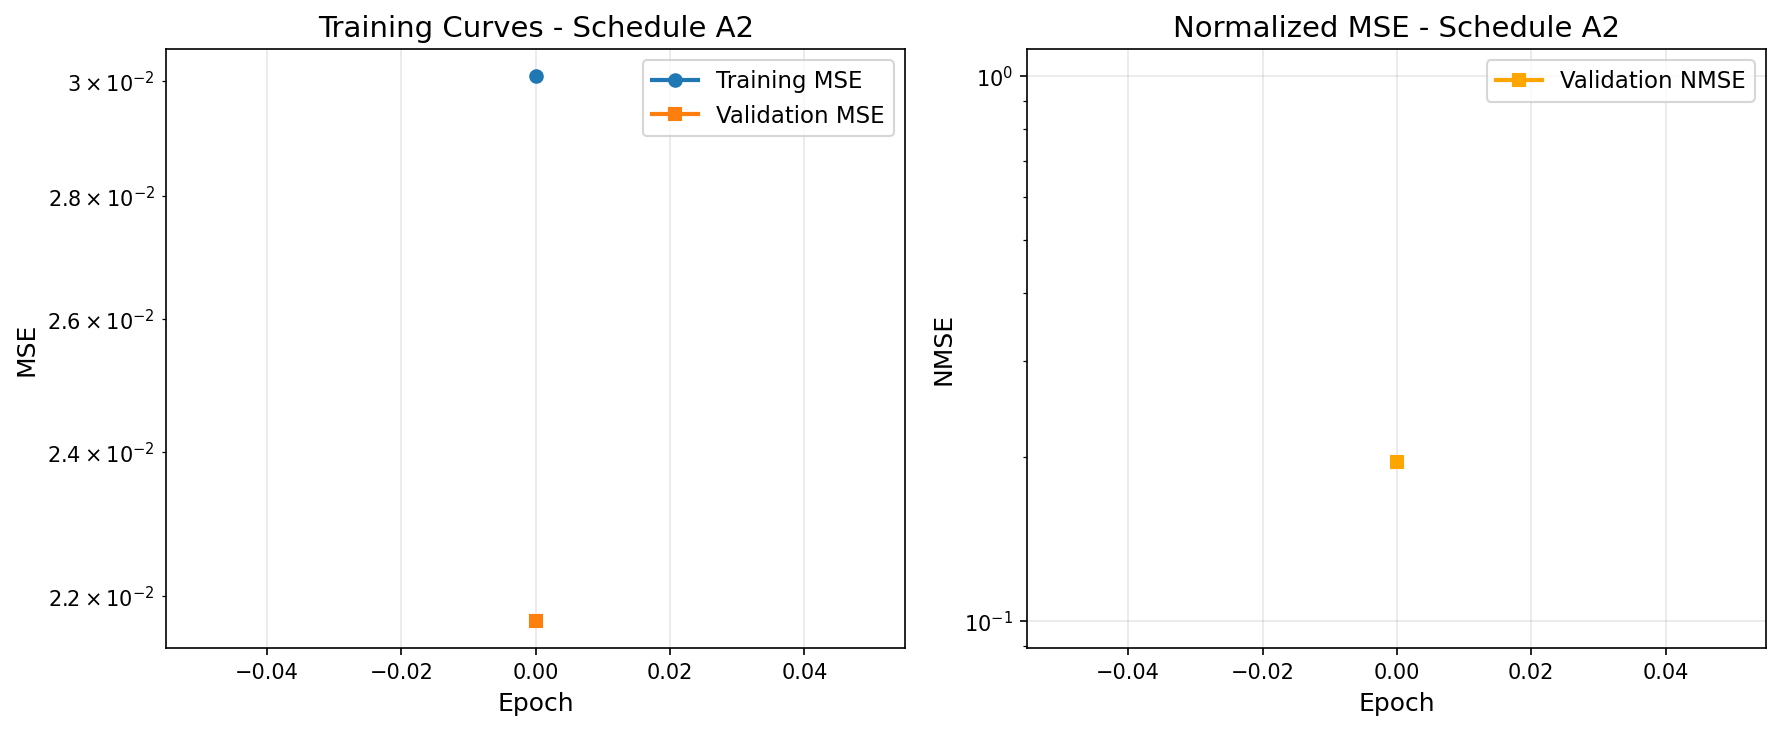 Training Curves - Schedule A2
Training MSE
Validation MSE
3 × 10⁻²
2.8 × 10⁻²
2.6 × 10⁻²
2.4 × 10⁻²
2.2 × 10⁻²
MSE
−0.04 −0.02 0.00 0.02 0.04
Epoch
Normalized MSE - Schedule A2
Validation NMSE
10⁰
10⁻¹
NMSE
−0.04 −0.02 0.00 0.02 0.04
Epoch